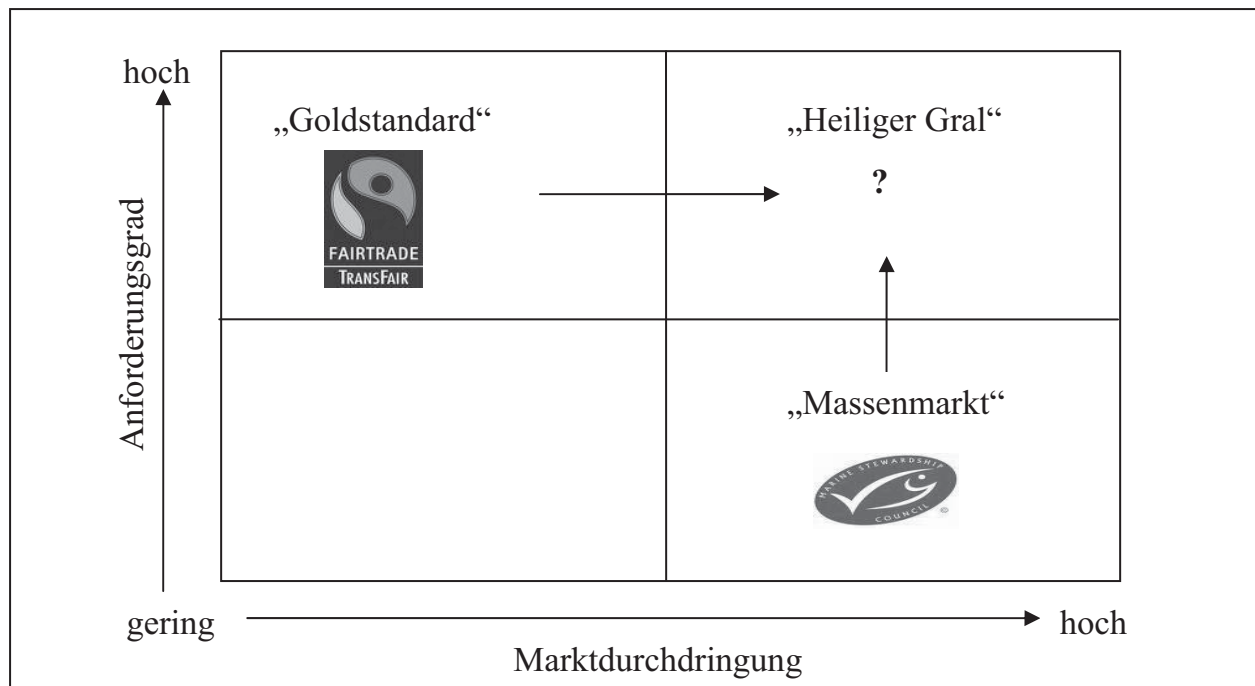 hoch
„Goldstandard“
„Heiliger Gral“
?
FAIRTRADE
TRANSFAIR
Anforderungsgrad
„Massenmarkt“
MARINE STEWARDSHIP
COUNCIL
©
gering
hoch
Marktdurchdringung